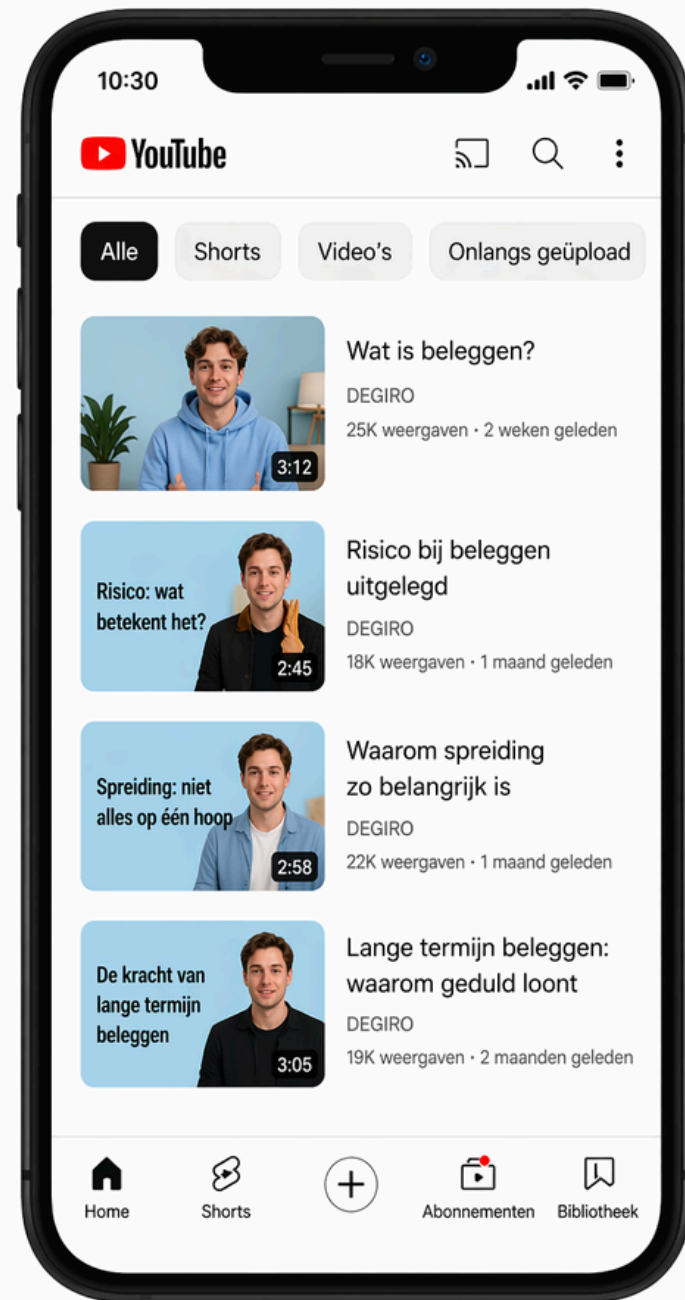 10:30
YouTube
Alle
Shorts
Video's
Onlangs geüpload
3:12
Wat is beleggen?
DEGIRO
25K weergaven · 2 weken geleden
Risico: wat
betekent het?
2:45
Risico bij beleggen
uitgelegd
DEGIRO
18K weergaven · 1 maand geleden
Spreiding: niet
alles op één hoop
2:58
Waarom spreiding
zo belangrijk is
DEGIRO
22K weergaven · 1 maand geleden
De kracht van
lange termijn
beleggen
3:05
Lange termijn beleggen:
waarom geduld loont
DEGIRO
19K weergaven · 2 maanden geleden
Home
Shorts
Abonnementen
Bibliotheek